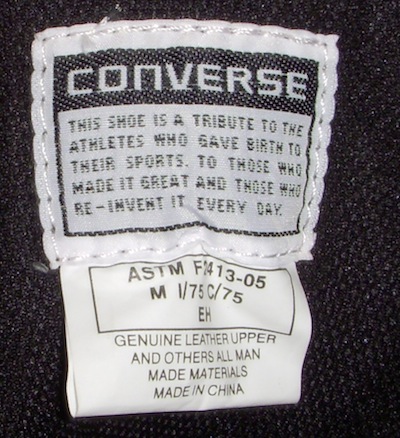 CONVERSE
THIS SHOE IS A TRIBUTE TO THE
ATHLETES WHO GAVE BIRTH TO
THEIR SPORTS. TO THOSE WHO
MADE IT GREAT AND THOSE WHO
RE-INVENT IT EVERY DAY.
ASTM F2413-05
M I/75 C/75
EH
GENUINE LEATHER UPPER
AND OTHERS ALL MAN
MADE MATERIALS
MADE IN CHINA